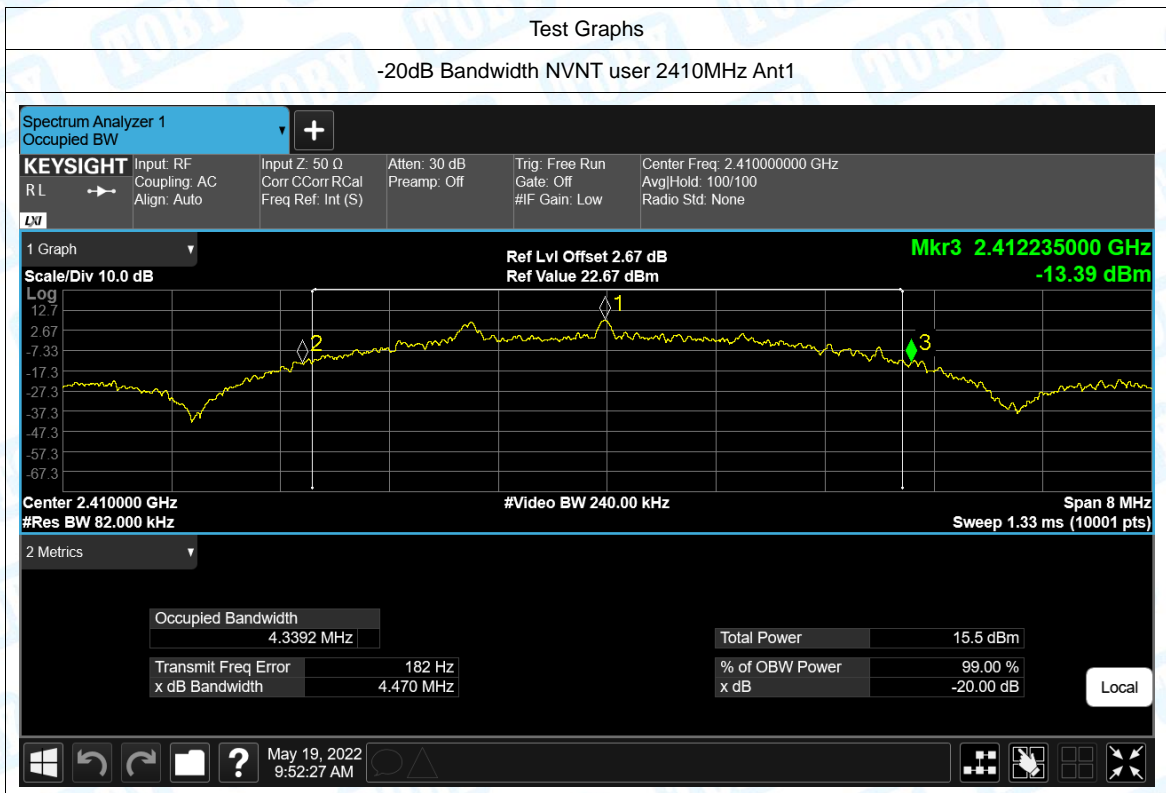 Test Graphs
-20dB Bandwidth NVNT user 2410MHz Ant1
Spectrum Analyzer 1
Occupied BW
KEYSIGHT
R L
LXI
Input: RF
Coupling: AC
Align: Auto
Input Z: 50 Ω
Corr CCorr RCal
Freq Ref: Int (S)
Atten: 30 dB
Preamp: Off
Trig: Free Run
Gate: Off
#IF Gain: Low
Center Freq: 2.410000000 GHz
Avg|Hold: 100/100
Radio Std: None
1 Graph
Scale/Div 10.0 dB
Ref Lvl Offset 2.67 dB
Ref Value 22.67 dBm
Mkr3 2.412235000 GHz
-13.39 dBm
Log
12.7
2.67
-7.33
-17.3
-27.3
-37.3
-47.3
-57.3
-67.3
1
2
3
Center 2.410000 GHz
#Res BW 82.000 kHz
#Video BW 240.00 kHz
Span 8 MHz
Sweep 1.33 ms (10001 pts)
2 Metrics
Occupied Bandwidth
4.3392 MHz
Transmit Freq Error 182 Hz
x dB Bandwidth 4.470 MHz
Total Power 15.5 dBm
% of OBW Power 99.00 %
x dB -20.00 dB
Local
?
May 19, 2022
9:52:27 AM
TOBY